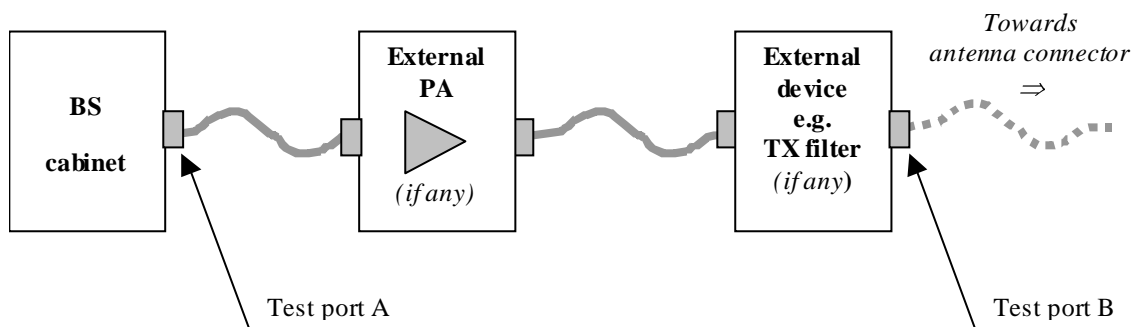 BS
cabinet
External
PA
(if any)
External
device
e.g.
TX filter
(if any)
Towards
antenna connector
⇒
Test port A
Test port B